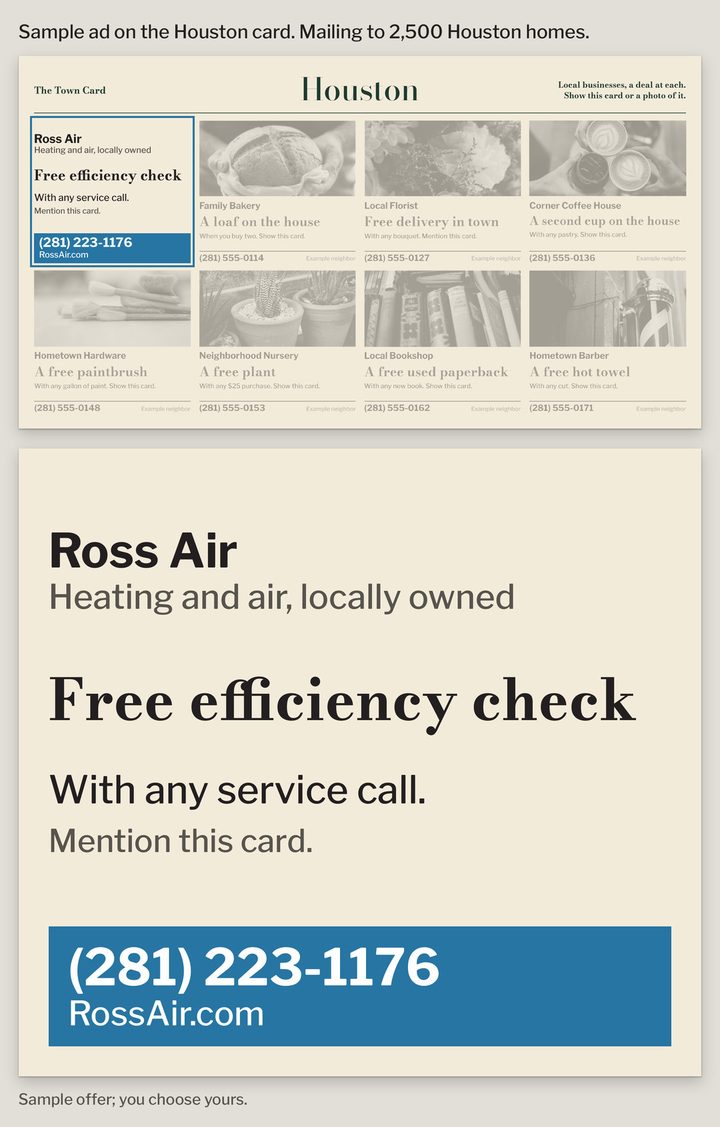 Sample ad on the Houston card. Mailing to 2,500 Houston homes.
The Town Card
Houston
Local businesses, a deal at each.
Show this card or a photo of it.
Ross Air
Heating and air, locally owned
Free efficiency check
With any service call.
Mention this card.
(281) 223-1176
RossAir.com
Family Bakery
A loaf on the house
When you buy two. Show this card.
(281) 555-0114
Example neighbor
Local Florist
Free delivery in town
With any bouquet. Mention this card.
(281) 555-0127
Example neighbor
Corner Coffee House
A second cup on the house
With any pastry. Show this card.
(281) 555-0136
Example neighbor
Hometown Hardware
A free paintbrush
With any gallon of paint. Show this card.
(281) 555-0148
Example neighbor
Neighborhood Nursery
A free plant
With any $25 purchase. Show this card.
(281) 555-0153
Example neighbor
Local Bookshop
A free used paperback
With any new book. Show this card.
(281) 555-0162
Example neighbor
Hometown Barber
A free hot towel
With any cut. Show this card.
(281) 555-0171
Example neighbor
Ross Air
Heating and air, locally owned
Free efficiency check
With any service call.
Mention this card.
(281) 223-1176
RossAir.com
Sample offer; you choose yours.